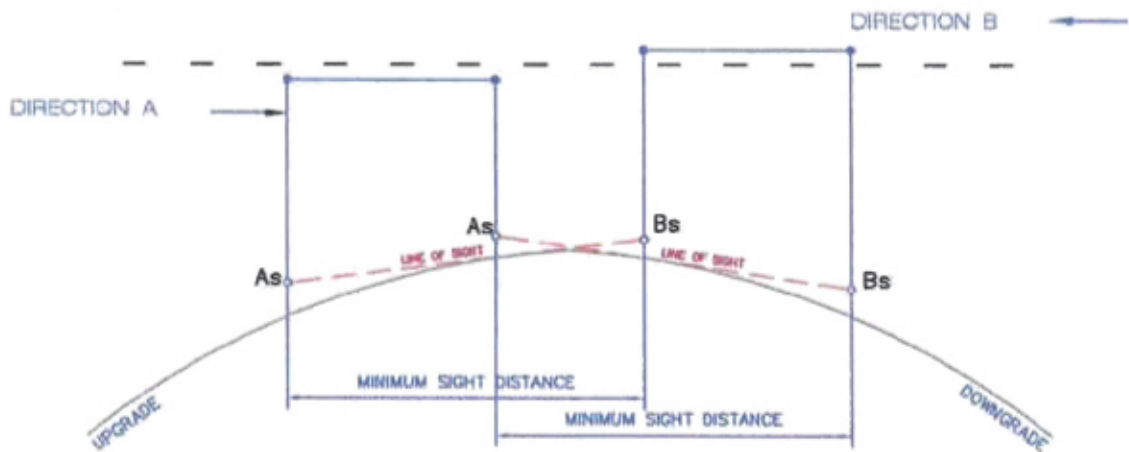 DIRECTION B
DIRECTION A
As
Bs
LINE OF SIGHT
LINE OF SIGHT
As
Bs
MINIMUM SIGHT DISTANCE
MINIMUM SIGHT DISTANCE
UPGRADE
DOWNGRADE